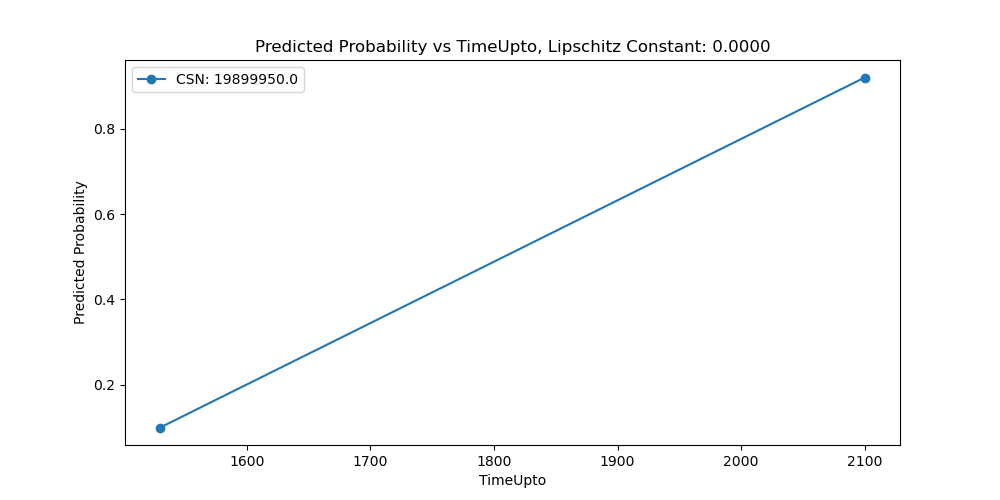 Predicted Probability vs TimeUpto, Lipschitz Constant: 0.0000
CSN: 19899950.0
Predicted Probability
0.8
0.6
0.4
0.2
1600 1700 1800 1900 2000 2100
TimeUpto